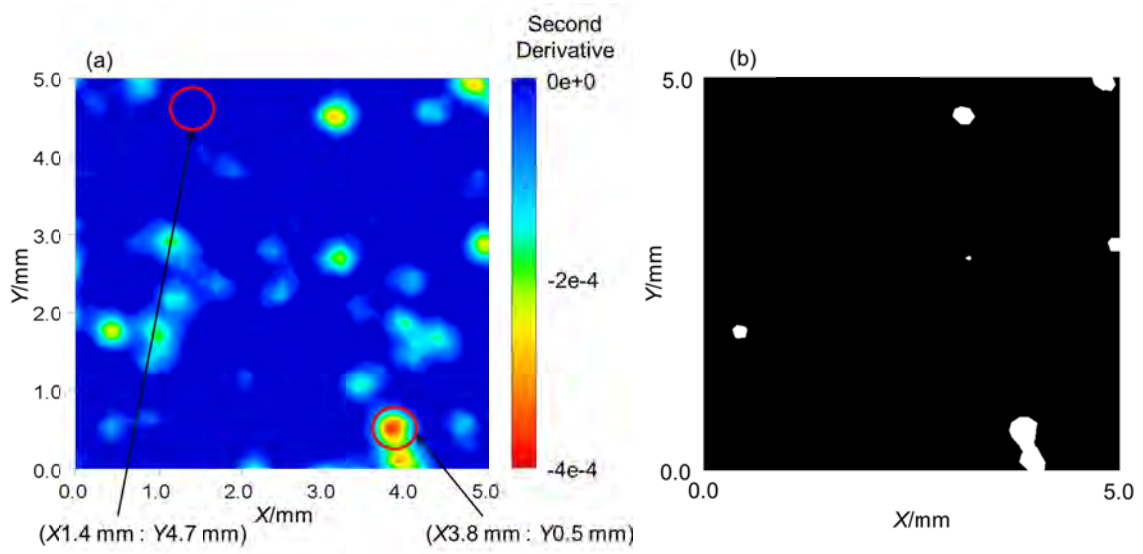 Second
Derivative
(a)
(b)
5.0
4.0
3.0
2.0
1.0
0.0
Y/mm
0e+0
-2e-4
-4e-4
0.0 1.0 2.0 3.0 4.0 5.0
X/mm
(X1.4 mm : Y4.7 mm)
(X3.8 mm : Y0.5 mm)
5.0
Y/mm
0.0
0.0 5.0
X/mm